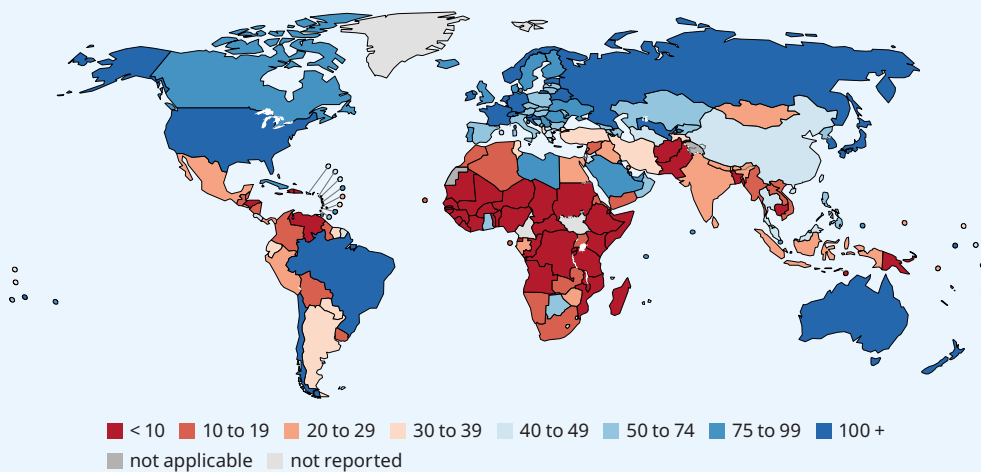 < 10 10 to 19 20 to 29 30 to 39 40 to 49 50 to 74 75 to 99 100 +
not applicable not reported